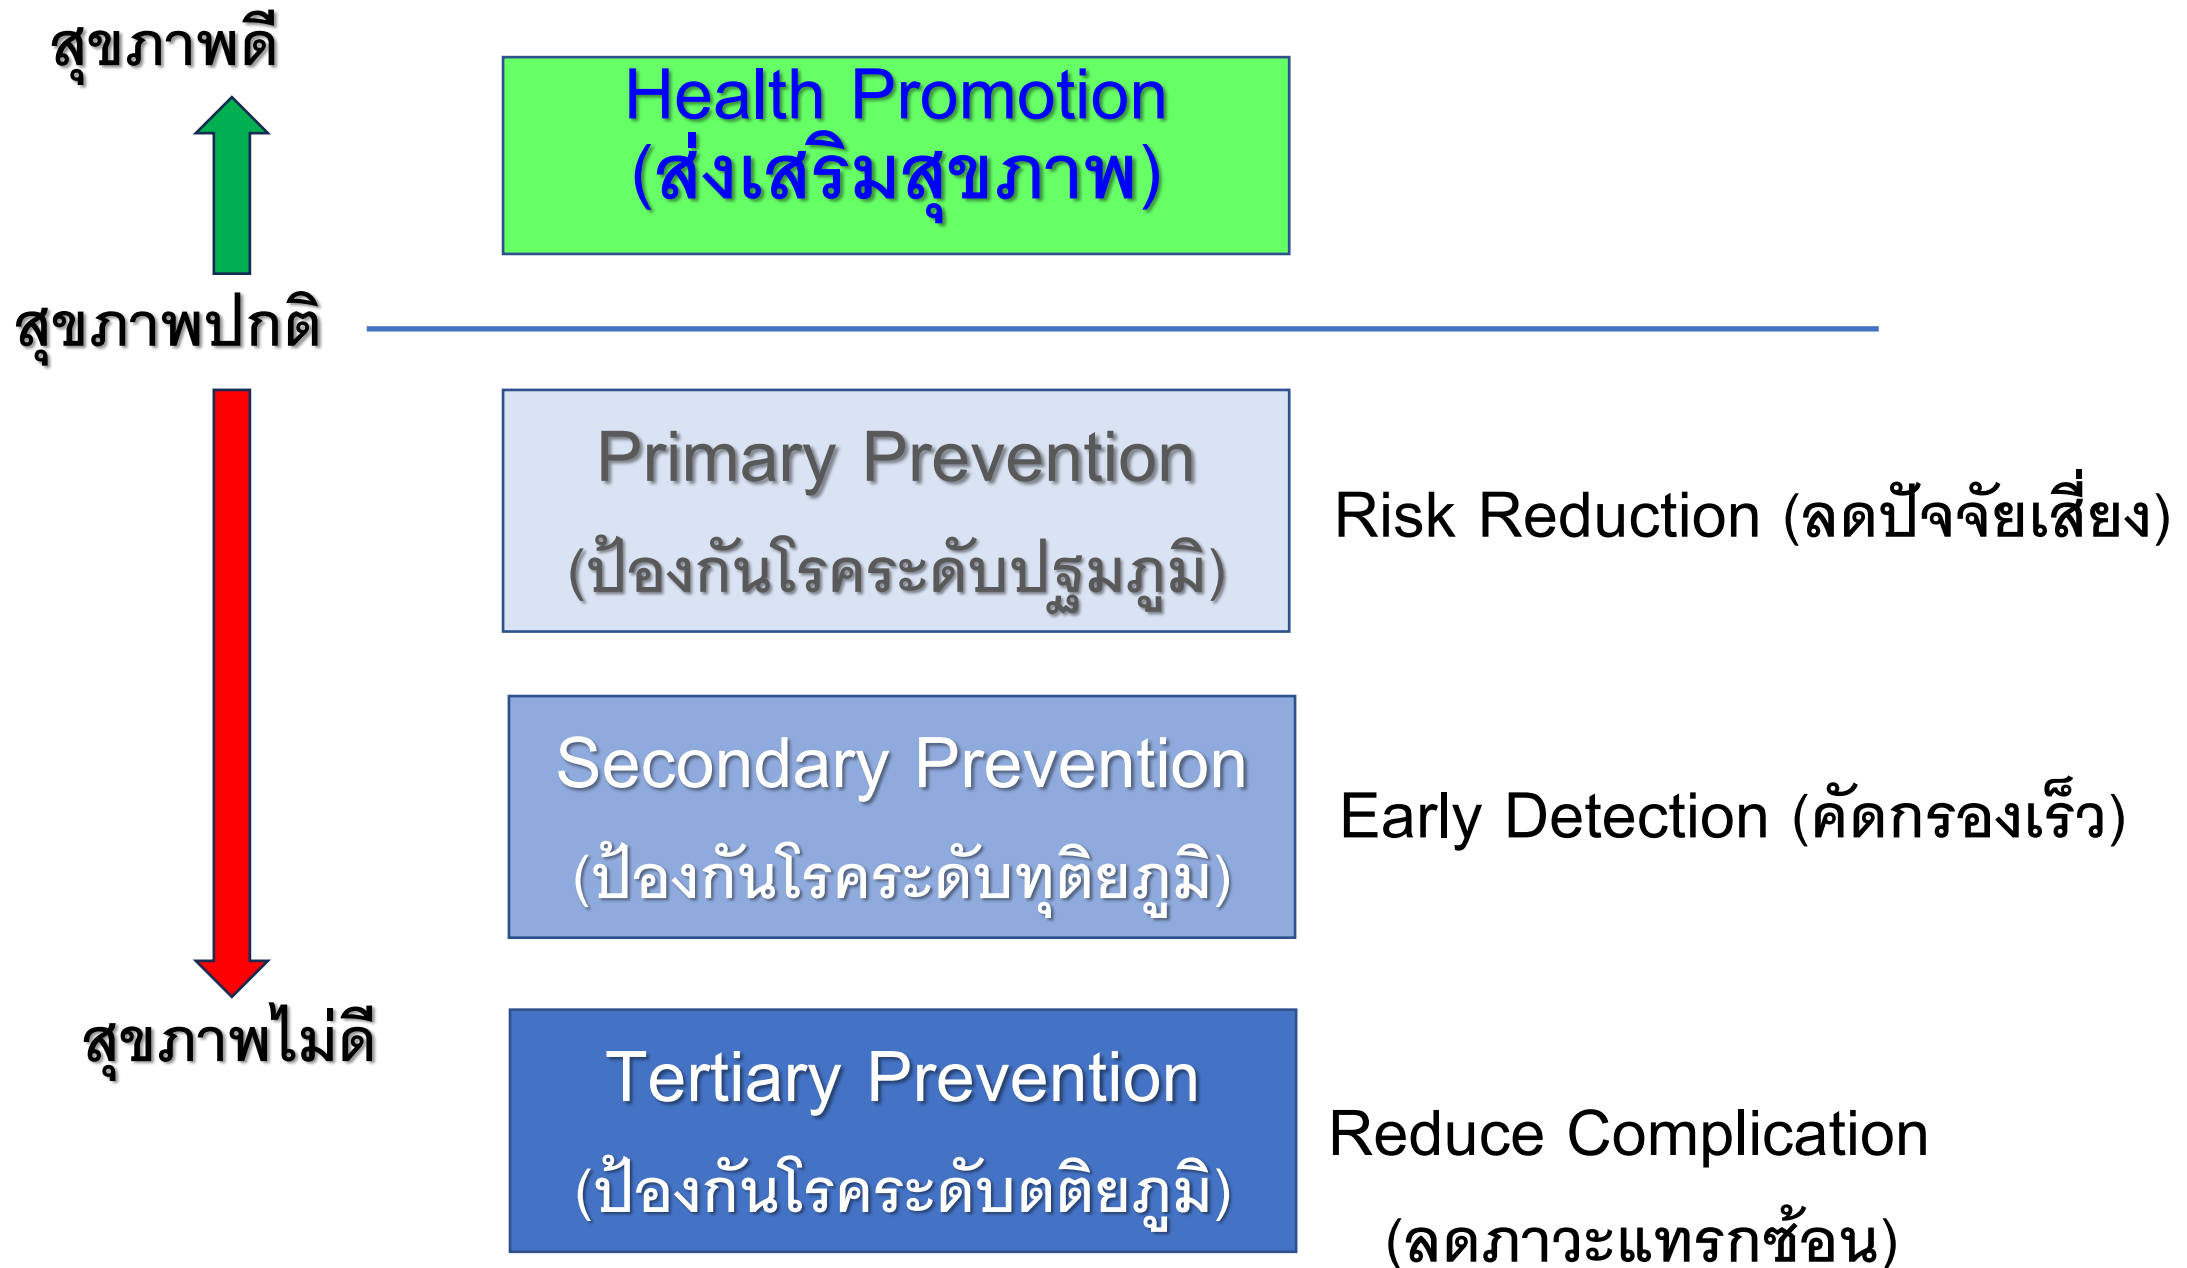 สุขภาพดี
Health Promotion
(ส่งเสริมสุขภาพ)
สุขภาพปกติ
Primary Prevention
(ป้องกันโรคระดับปฐมภูมิ)
Risk Reduction (ลดปัจจัยเสี่ยง)
Secondary Prevention
(ป้องกันโรคระดับทุติยภูมิ)
Early Detection (คัดกรองเร็ว)
สุขภาพไม่ดี
Tertiary Prevention
(ป้องกันโรคระดับตติยภูมิ)
Reduce Complication
(ลดภาวะแทรกซ้อน)